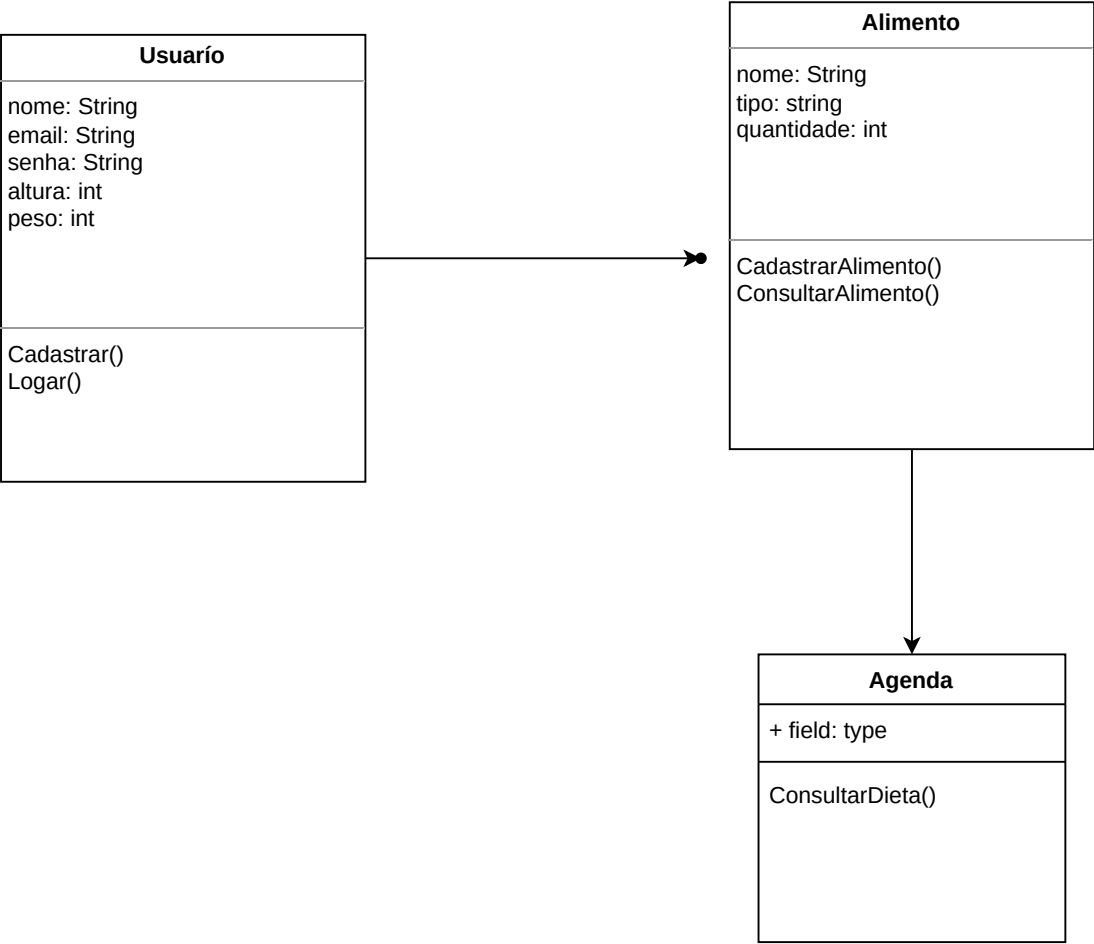 Usuarío
nome: String
email: String
senha: String
altura: int
peso: int
Cadastrar()
Logar()
Alimento
nome: String
tipo: string
quantidade: int
CadastrarAlimento()
ConsultarAlimento()
Agenda
+ field: type
ConsultarDieta()